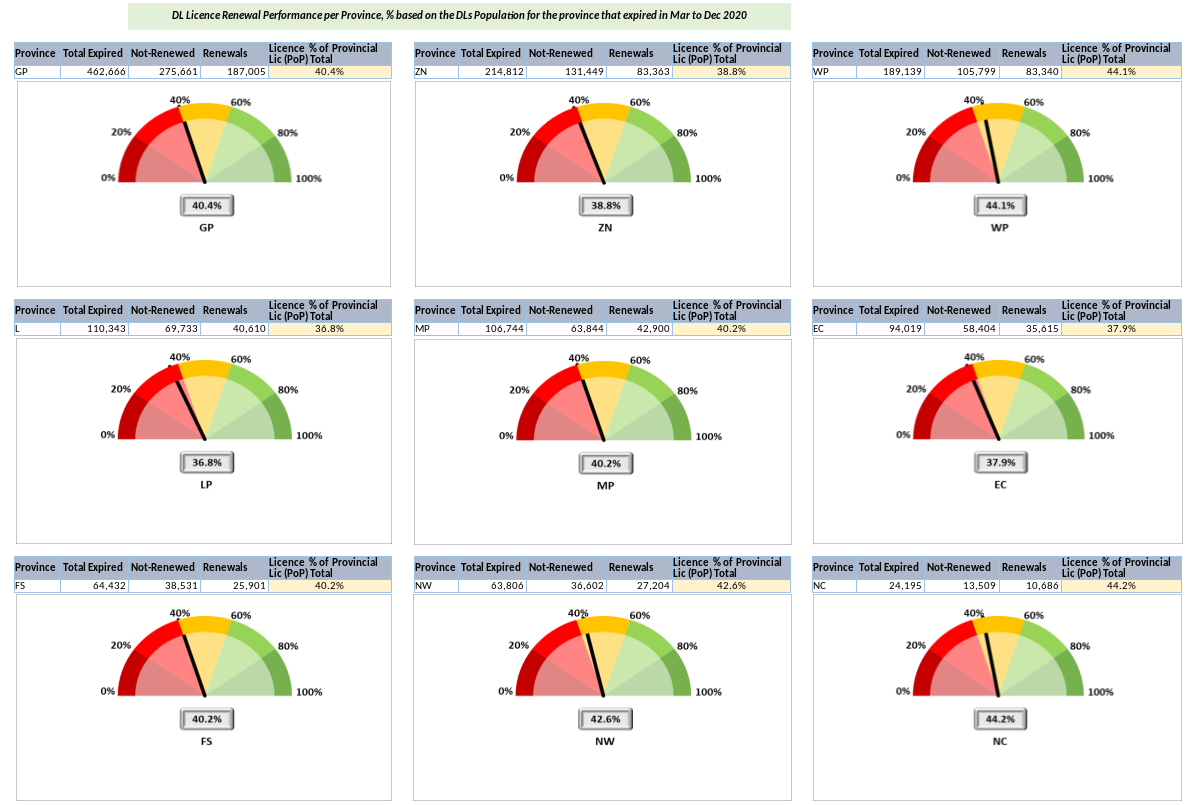 DL Licence Renewal Performance per Province, % based on the DLs Population for the province that expired in Mar to Dec 2020
Province Total Expired Not-Renewed Renewals Licence % of Provincial Lic (PoP) Total
GP 462,666 275,661 187,005 40.4%
0% 20% 40% 60% 80% 100%
40.4%
GP
Province Total Expired Not-Renewed Renewals Licence % of Provincial Lic (PoP) Total
ZN 214,812 131,449 83,363 38.8%
0% 20% 40% 60% 80% 100%
38.8%
ZN
Province Total Expired Not-Renewed Renewals Licence % of Provincial Lic (PoP) Total
WP 189,139 105,799 83,340 44.1%
0% 20% 40% 60% 80% 100%
44.1%
WP
Province Total Expired Not-Renewed Renewals Licence % of Provincial Lic (PoP) Total
L 110,343 69,733 40,610 36.8%
0% 20% 40% 60% 80% 100%
36.8%
LP
Province Total Expired Not-Renewed Renewals Licence % of Provincial Lic (PoP) Total
MP 106,744 63,844 42,900 40.2%
0% 20% 40% 60% 80% 100%
40.2%
MP
Province Total Expired Not-Renewed Renewals Licence % of Provincial Lic (PoP) Total
EC 94,019 58,404 35,615 37.9%
0% 20% 40% 60% 80% 100%
37.9%
EC
Province Total Expired Not-Renewed Renewals Licence % of Provincial Lic (PoP) Total
FS 64,432 38,531 25,901 40.2%
0% 20% 40% 60% 80% 100%
40.2%
FS
Province Total Expired Not-Renewed Renewals Licence % of Provincial Lic (PoP) Total
NW 63,806 36,602 27,204 42.6%
0% 20% 40% 60% 80% 100%
42.6%
NW
Province Total Expired Not-Renewed Renewals Licence % of Provincial Lic (PoP) Total
NC 24,195 13,509 10,686 44.2%
0% 20% 40% 60% 80% 100%
44.2%
NC